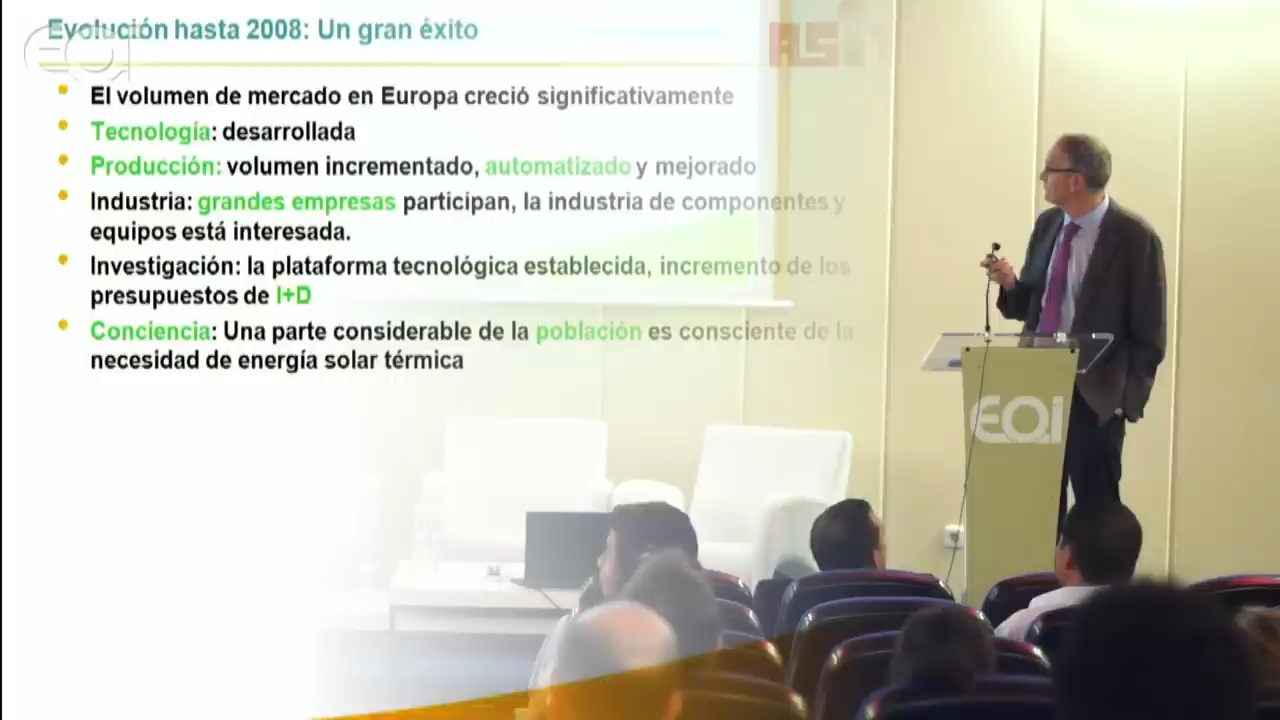 Evolución hasta 2008: Un gran éxito
EOi
ASIT
El volumen de mercado en Europa creció significativamente
Tecnología: desarrollada
Producción: volumen incrementado, automatizado y mejorado
Industria: grandes empresas participan, la industria de componentes y
equipos está interesada.
Investigación: la plataforma tecnológica establecida, incremento de los
presupuestos de I+D
Conciencia: Una parte considerable de la población es consciente de la
necesidad de energía solar térmica
EOi